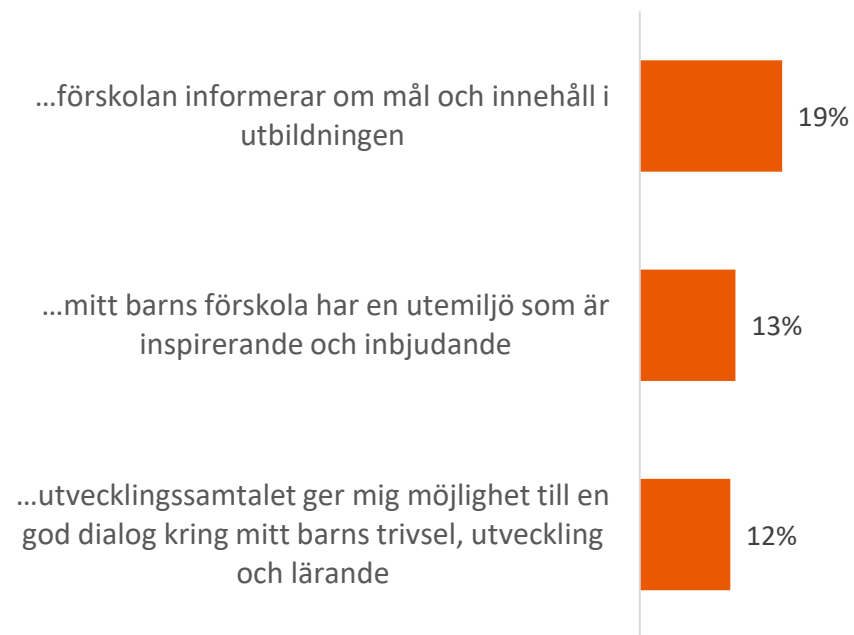 …förskolan informerar om mål och innehåll i
utbildningen
19%
…mitt barns förskola har en utemiljö som är
inspirerande och inbjudande
13%
…utvecklingssamtalet ger mig möjlighet till en
god dialog kring mitt barns trivsel, utveckling
och lärande
12%